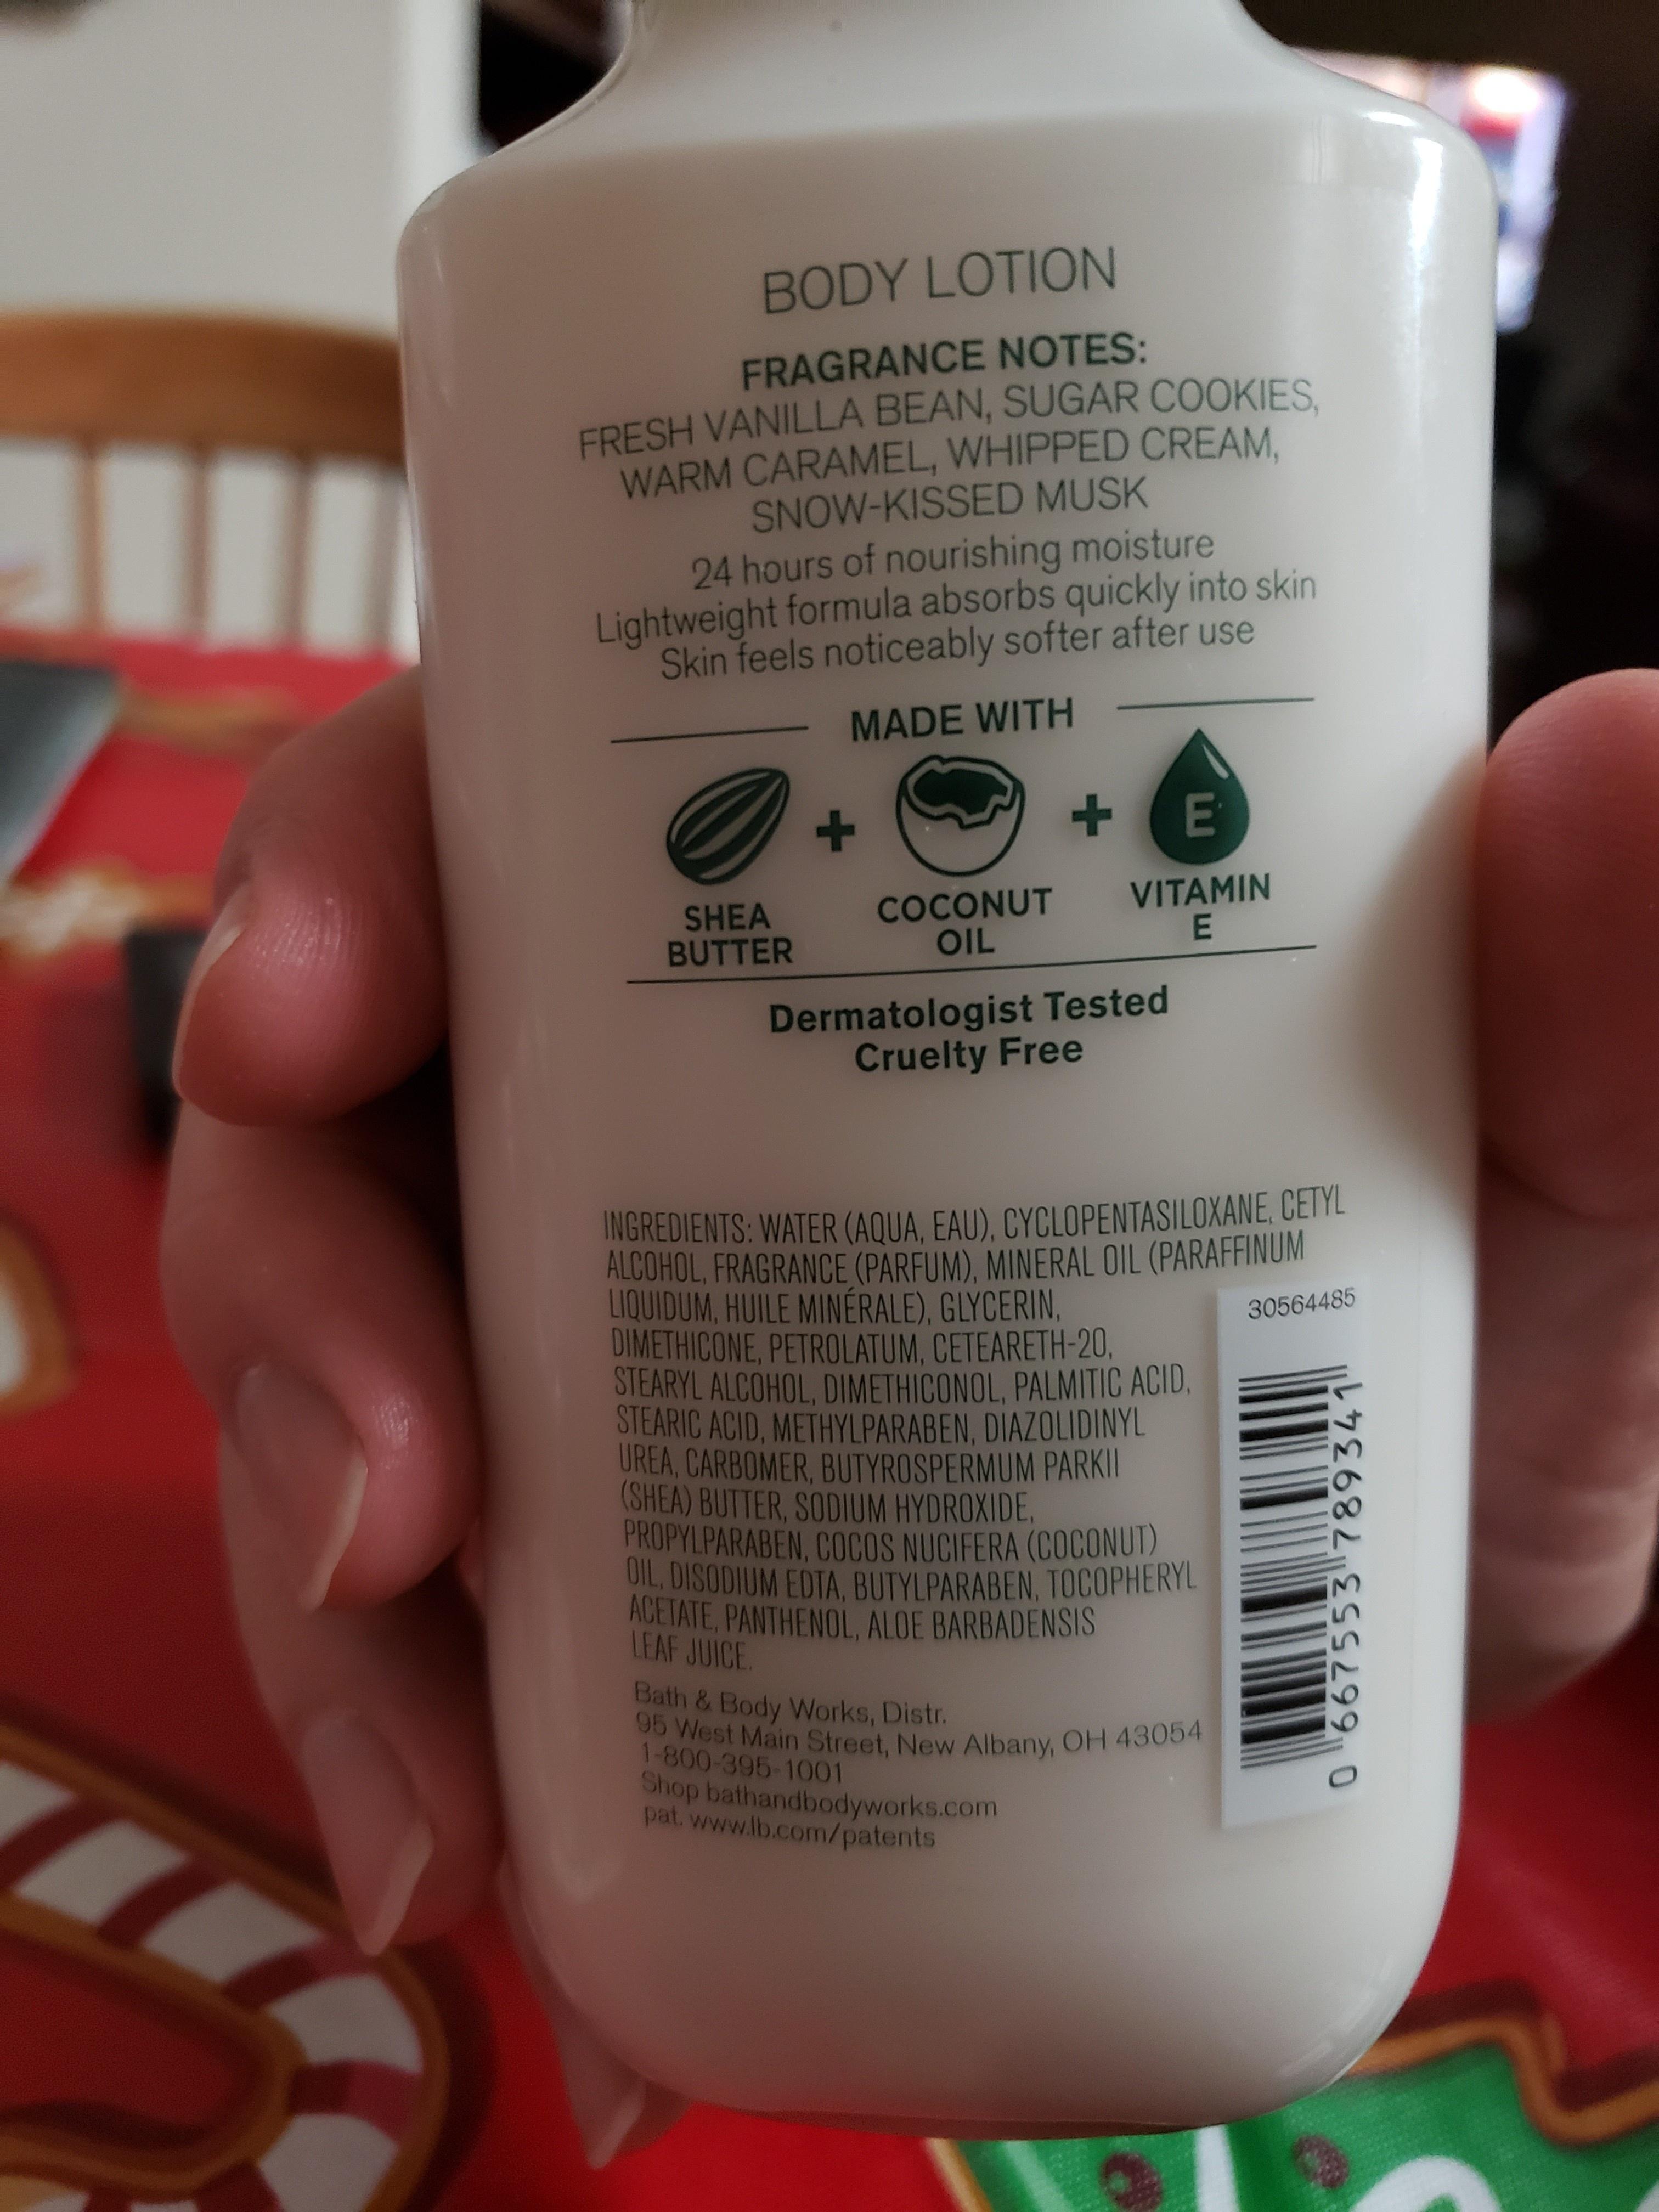 BODY LOTION
FRAGRANCE NOTES:
FRESH VANILLA BEAN, SUGAR COOKIES,
WARM CARAMEL, WHIPPED CREAM,
SNOW-KISSED MUSK
24 hours of nourishing moisture
Lightweight formula absorbs quickly into skin
Skin feels noticeably softer after use
MADE WITH
SHEA
BUTTER
+
COCONUT
OIL
+
E
VITAMIN
E
Dermatologist Tested
Cruelty Free
INGREDIENTS: WATER (AQUA, EAU), CYCLOPENTASILOXANE, CETYL
ALCOHOL, FRAGRANCE (PARFUM), MINERAL OIL (PARAFFINUM
LIQUIDUM, HUILE MINÉRALE), GLYCERIN,
DIMETHICONE, PETROLATUM, CETEARETH-20,
STEARYL ALCOHOL, DIMETHICONOL, PALMITIC ACID,
STEARIC ACID, METHYLPARABEN, DIAZOLIDINYL
UREA, CARBOMER, BUTYROSPERMUM PARKII
(SHEA) BUTTER, SODIUM HYDROXIDE,
PROPYLPARABEN, COCOS NUCIFERA (COCONUT)
OIL, DISODIUM EDTA, BUTYLPARABEN, TOCOPHERYL
ACETATE, PANTHENOL, ALOE BARBADENSIS
LEAF JUICE.
Bath & Body Works, Distr.
95 West Main Street, New Albany, OH 43054
1-800-395-1001
Shop bathandbodyworks.com
pat. www.lb.com/patents
30564485
0 667553 789341